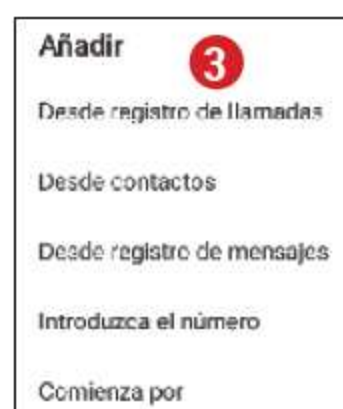 Añadir
3
Desde registro de llamadas
Desde contactos
Desde registro de mensajes
Introduzca el número
Comienza por